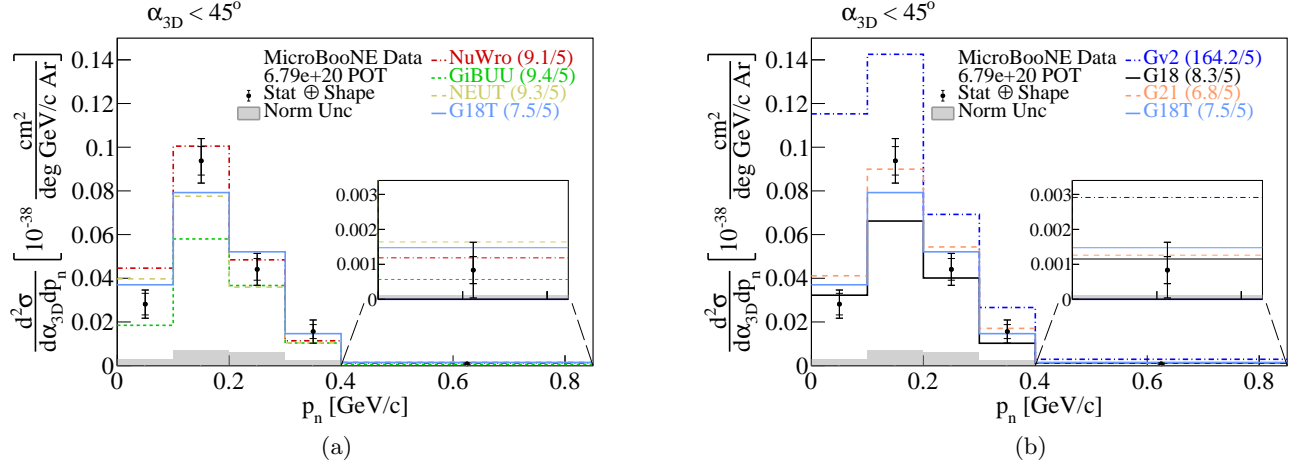 α3D < 45°
MicroBooNE Data
6.79e+20 POT
Stat ⊕ Shape
Norm Unc
NuWro (9.1/5)
GiBUU (9.4/5)
NEUT (9.3/5)
G18T (7.5/5)
d²σ/dα3Ddpn [10⁻³⁸ cm²/deg GeV/c Ar]
0.14
0.12
0.1
0.08
0.06
0.04
0.02
0
0.003
0.002
0.001
0
0 0.2 0.4 0.6 0.8
pn [GeV/c]
(a)
α3D < 45°
MicroBooNE Data
6.79e+20 POT
Stat ⊕ Shape
Norm Unc
Gv2 (164.2/5)
G18 (8.3/5)
G21 (6.8/5)
G18T (7.5/5)
d²σ/dα3Ddpn [10⁻³⁸ cm²/deg GeV/c Ar]
0.14
0.12
0.1
0.08
0.06
0.04
0.02
0
0.003
0.002
0.001
0
0 0.2 0.4 0.6 0.8
pn [GeV/c]
(b)